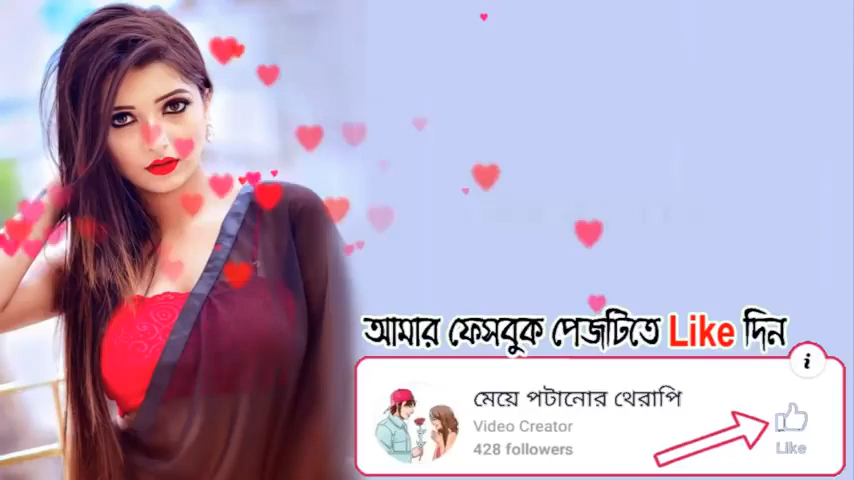 আমার ফেসবুক পেজটিতে Like দিন
i
মেয়ে পটানোর থেরাপি
Video Creator
428 followers
Like